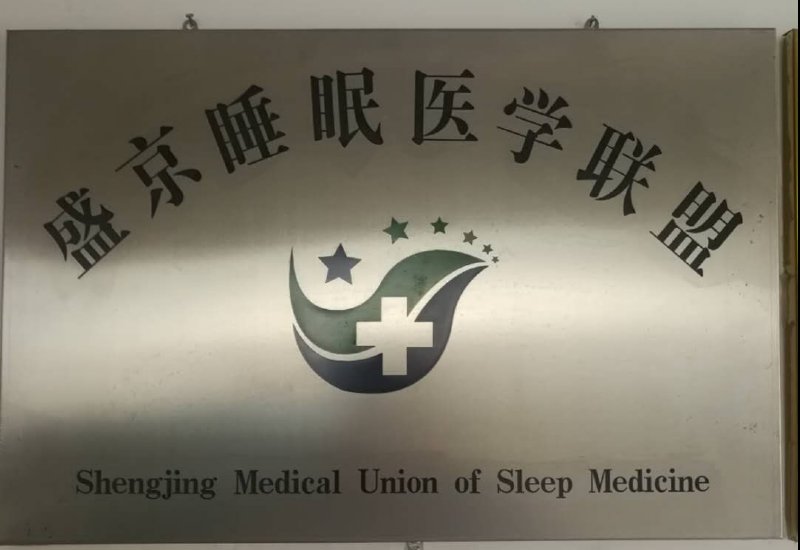 盛京睡眠医学联盟
Shengjing Medical Union of Sleep Medicine